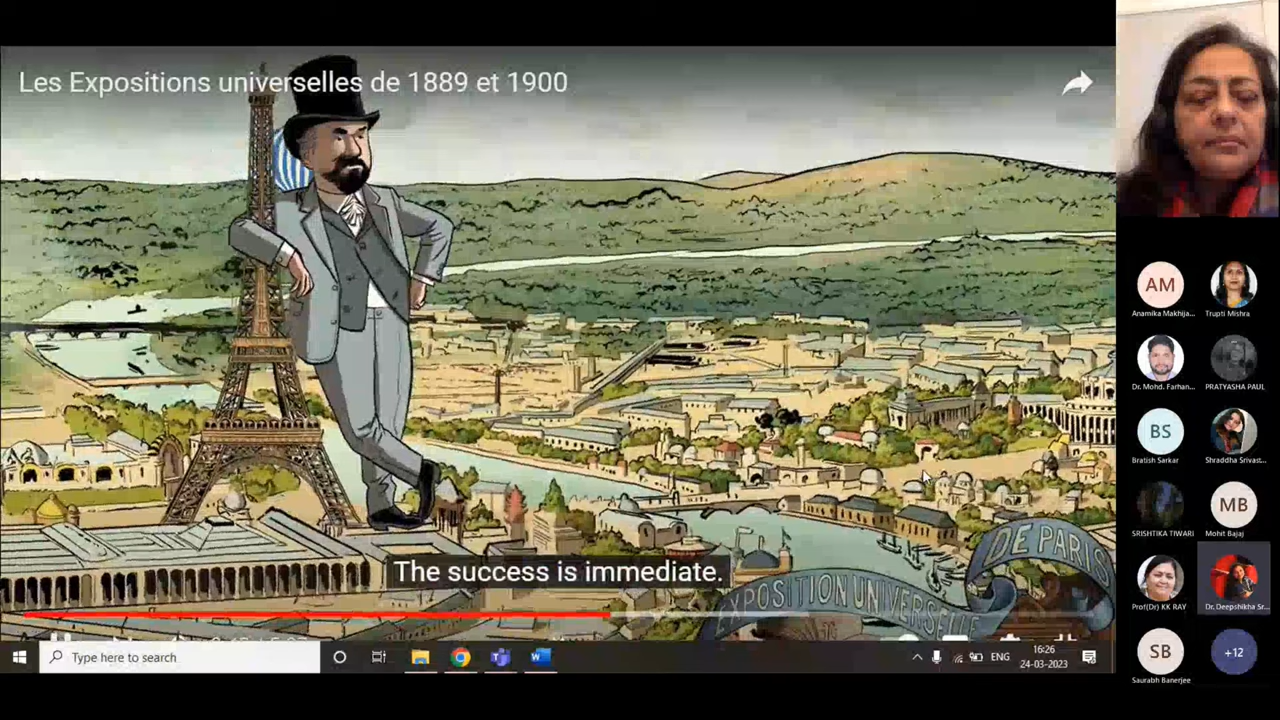 Les Expositions universelles de 1889 et 1900
The success is immediate.
EXPOSITION UNIVERSELLE
DE PARIS
Type here to search
ENG
16:26
24-03-2023
AM
Anamika Makhija...
Trupti Mishra
Dr. Mohd. Farhan...
PRATYASHA PAUL
BS
Bratish Sarkar
Shraddha Srivast...
SRISHTIKA TIWARI
MB
Mohit Bajaj
Prof(Dr) KK RAY
Dr. Deepshikha Sr...
SB
Saurabh Banerjee
+12